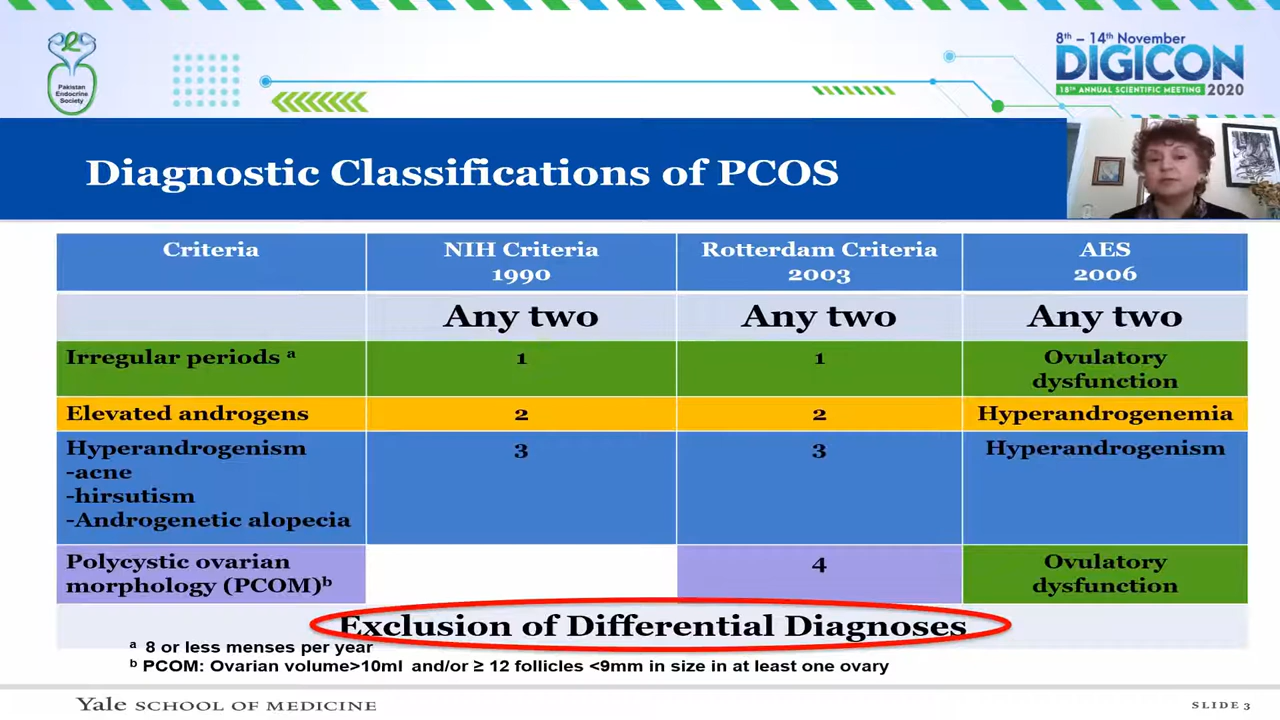 Pakistan
Endocrine
Society
8th – 14th November
DIGICON
18TH ANNUAL SCIENTIFIC MEETING 2020
Diagnostic Classifications of PCOS
Criteria
NIH Criteria
1990
Rotterdam Criteria
2003
AES
2006
Any two
Any two
Any two
Irregular periods a
1
1
Ovulatory
dysfunction
Elevated androgens
2
2
Hyperandrogenemia
Hyperandrogenism
-acne
-hirsutism
-Androgenetic alopecia
3
3
Hyperandrogenism
Polycystic ovarian
morphology (PCOM)b
4
Ovulatory
dysfunction
Exclusion of Differential Diagnoses
a 8 or less menses per year
b PCOM: Ovarian volume>10ml and/or ≥ 12 follicles <9mm in size in at least one ovary
Yale SCHOOL OF MEDICINE
SLIDE 3